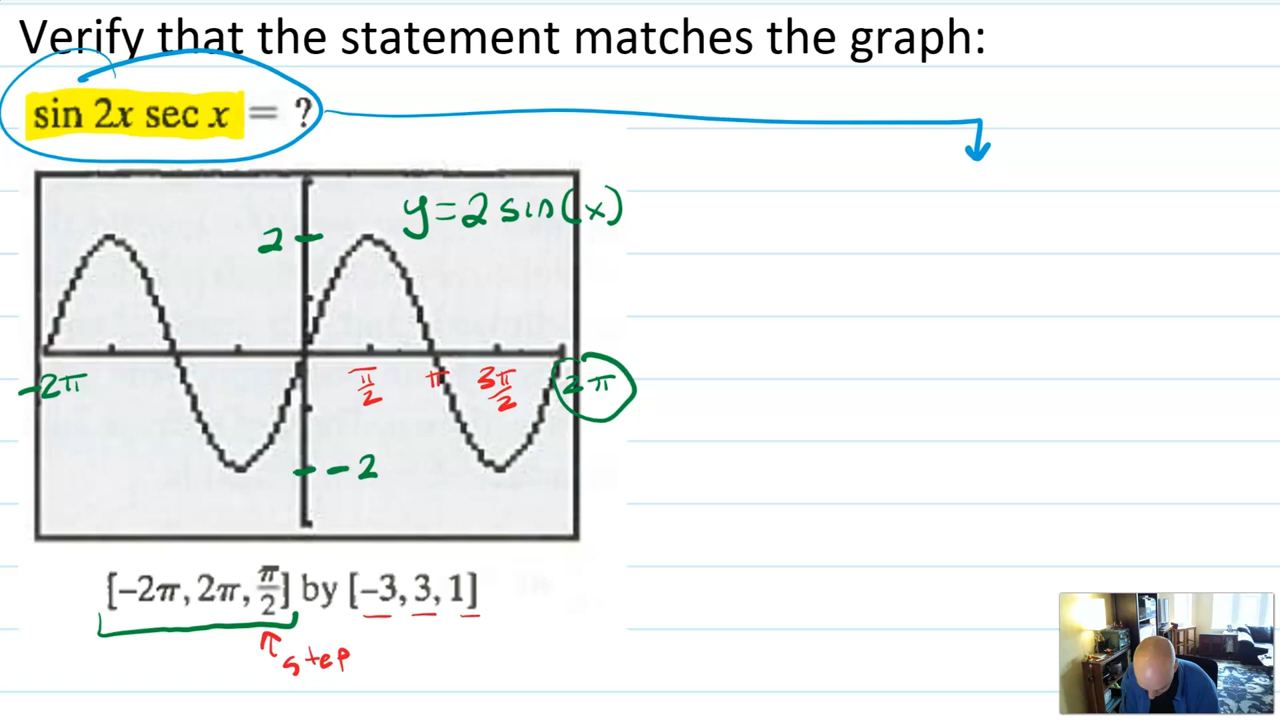 Verify that the statement matches the graph:
sin 2x sec x = ?
y = 2 sin(x)
2
-2π π/2 π 3π/2 2π
-2
[-2π, 2π, π/2] by [-3, 3, 1]
step